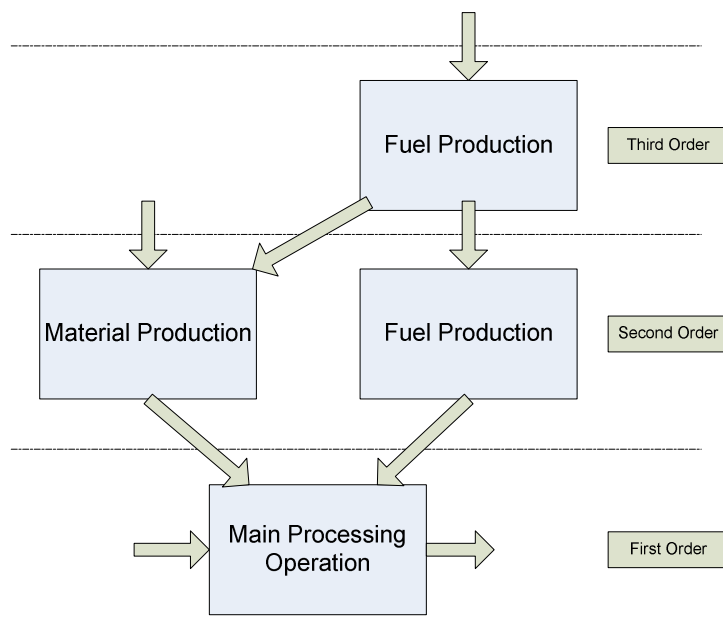 Fuel Production
Third Order
Material Production
Fuel Production
Second Order
Main Processing
Operation
First Order